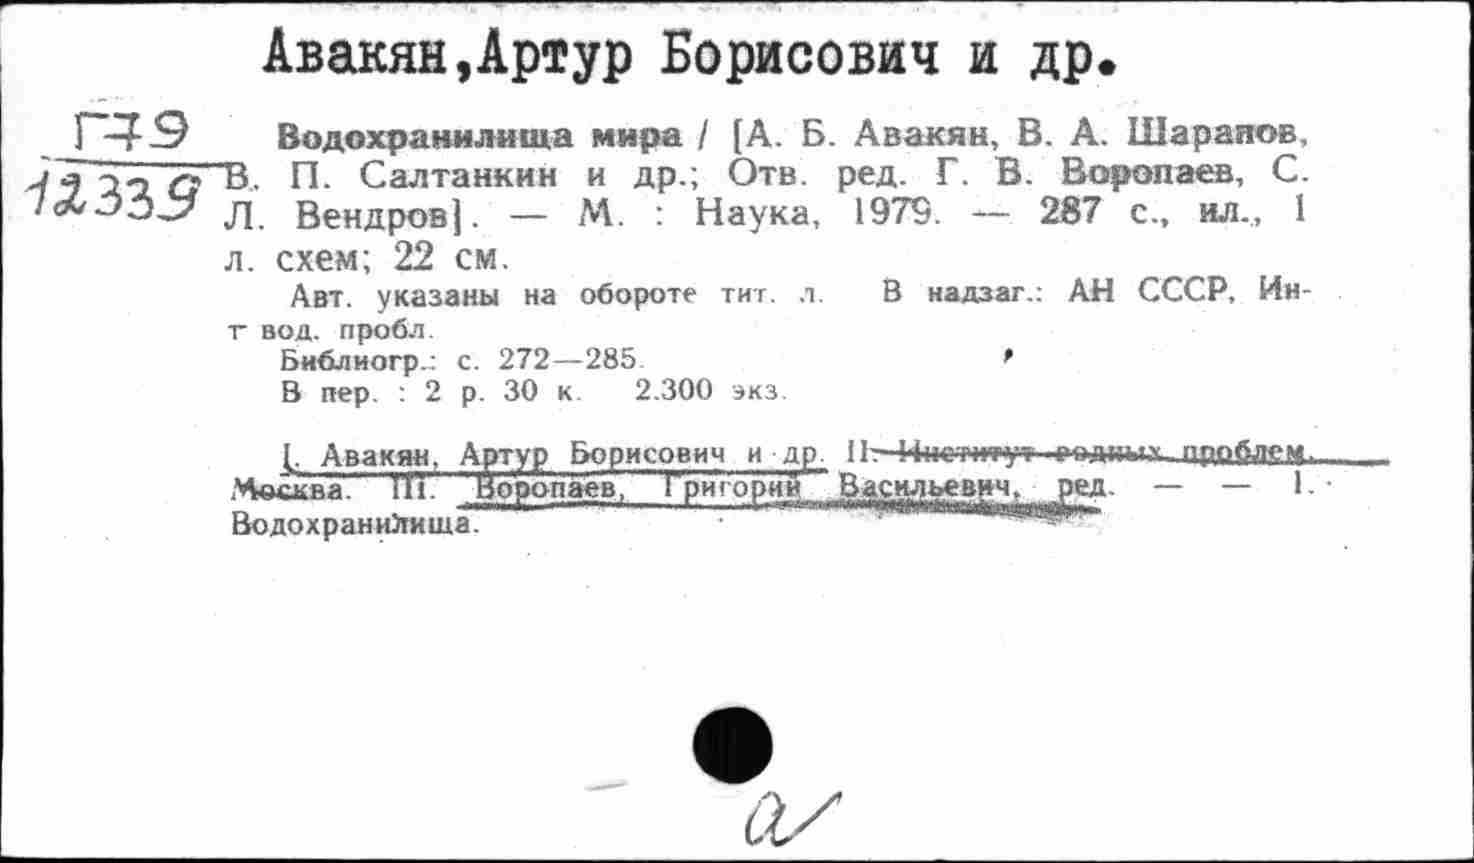 Авакян,Артур Борисович и др.
Г79
12339
Водохранилища мира / [А. Б. Авакян, В. А. Шарапов,
В. П. Салтанкин и др.; Отв. ред. Г. В. Воропаев, С.
Л. Вендров]. — М. : Наука, 1979. — 287 с., ил., 1
л. схем; 22 см.
Авт. указаны на обороте тит. л. В надзаг.: АН СССР, Ин-
т вод. пробл.
Библиогр.: с. 272—285.
В пер. : 2 р. 30 к. 2.300 экз.
I. Авакян, Артур Борисович и др. II. Институт водных проблем.
Москва. III. Воропаев, Григорий Васильевич, ред. — — 1.
Водохранилища.
а